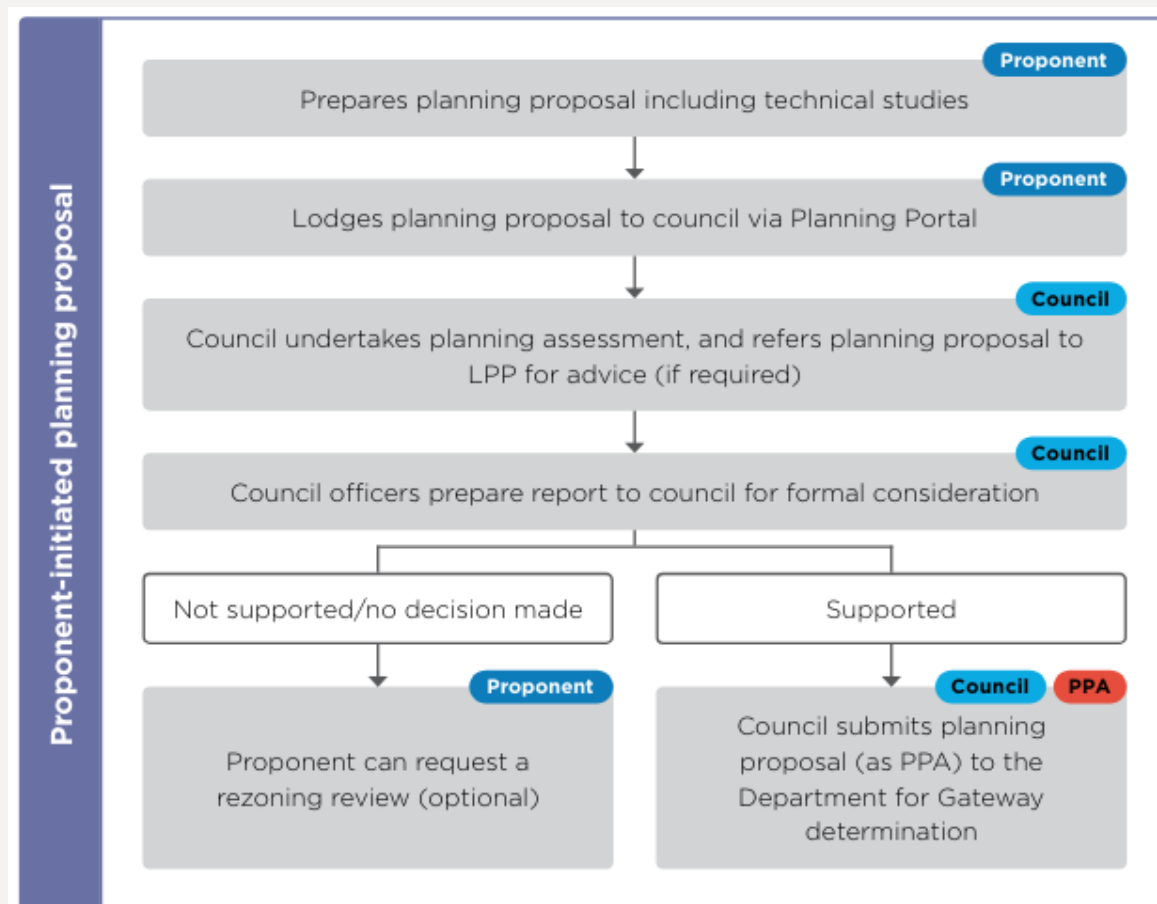 Proponent-initiated planning proposal
Proponent
Prepares planning proposal including technical studies
Proponent
Lodges planning proposal to council via Planning Portal
Council
Council undertakes planning assessment, and refers planning proposal to
LPP for advice (if required)
Council
Council officers prepare report to council for formal consideration
Not supported/no decision made
Supported
Proponent
Proponent can request a
rezoning review (optional)
Council PPA
Council submits planning
proposal (as PPA) to the
Department for Gateway
determination